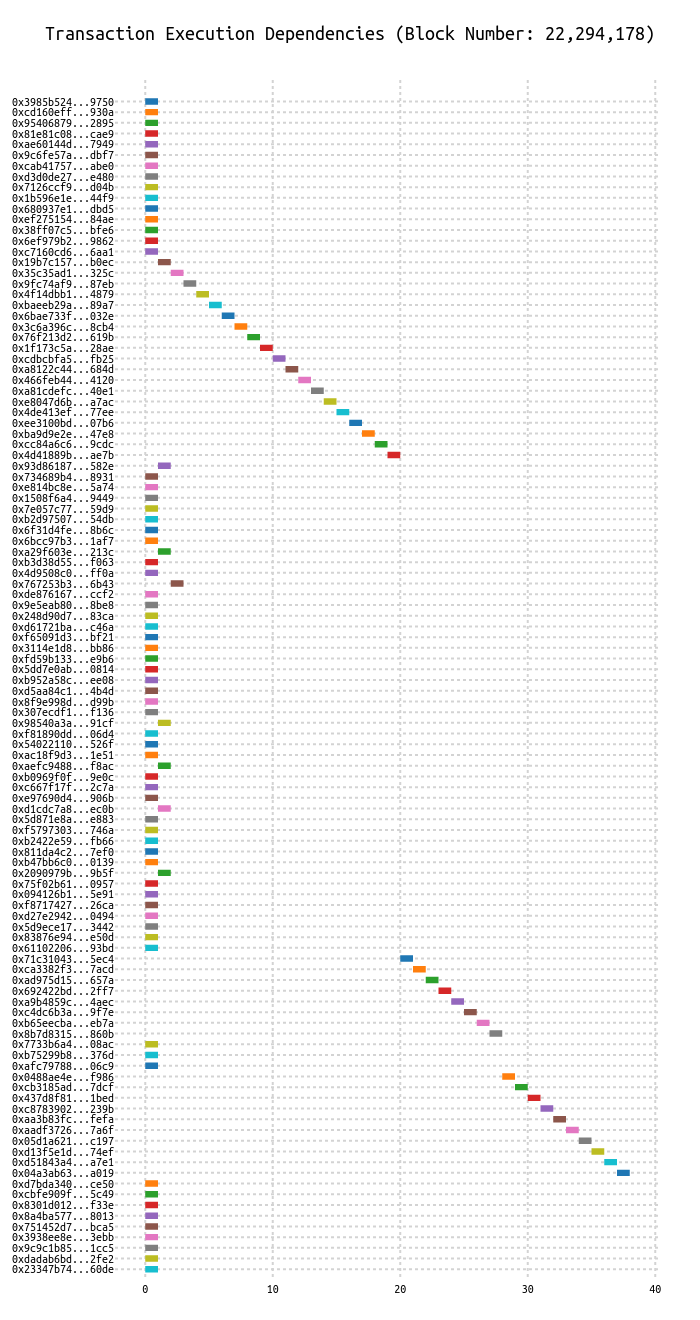 Transaction Execution Dependencies (Block Number: 22,294,178)
0x3985b524...9750
0xcd160eff...930a
0x95406879...2895
0x81e81c08...cae9
0xae60144d...7949
0x9c6fe57a...dbf7
0xcab41757...abe0
0xd3d0de27...e480
0x7126ccf9...d04b
0x1b596e1e...44f9
0x680937e1...dbd5
0xef275154...84ae
0x38ff07c5...bfe6
0x6ef979b2...9862
0xc7160cd6...6aa1
0x19b7c157...b0ec
0x35c35ad1...325c
0x9fc74af9...87eb
0x4f14dbb1...4879
0xbaeeb29a...89a7
0x6bae733f...032e
0x3c6a396c...8cb4
0x76f213d2...619b
0x1f173c5a...28ae
0xcdbcbfa5...fb25
0xa8122c44...684d
0x466feb44...4120
0xa81cdefc...40e1
0xe8047d6b...a7ac
0x4de413ef...77ee
0xee3100bd...07b6
0xba9d9e2e...47e8
0xcc84a6c6...9cdc
0x4d41889b...ae7b
0x93d86187...582e
0x734689b4...8931
0xe814bc8e...5a74
0x1508f6a4...9449
0x7e057c77...59d9
0xb2d97507...54db
0x6f31d4fe...8b6c
0x6bcc97b3...1af7
0xa29f603e...213c
0xb3d38d55...f063
0x4d9508c0...ff0a
0x767253b3...6b43
0xde876167...ccf2
0x9e5eab80...8be8
0x248d90d7...83ca
0xd61721ba...c46a
0xf65091d3...bf21
0x3114e1d8...bb86
0xfd59b133...e9b6
0x5dd7e0ab...0814
0xb952a58c...ee08
0xd5aa84c1...4b4d
0x8f9e998d...d99b
0x307ecdf1...f136
0x98540a3a...91cf
0xf81890dd...06d4
0x54022110...526f
0xac18f9d3...1e51
0xaefc9488...f8ac
0xb0969f0f...9e0c
0xc667f17f...2c7a
0xe97690d4...906b
0xd1cdc7a8...ec0b
0x5d871e8a...e883
0xf5797303...746a
0xb2422e59...fb66
0x811da4c2...7ef0
0xb47bb6c0...0139
0x2090979b...9b5f
0x75f02b61...0957
0x094126b1...5e91
0xf8717427...26ca
0xd27e2942...0494
0x5d9ece17...3442
0x83876e94...e50d
0x61102206...93bd
0x71c31043...5ec4
0xca3382f3...7acd
0xad975d15...657a
0x692422bd...2ff7
0xa9b4859c...4aec
0xc4dc6b3a...9f7e
0xb65eecba...eb7a
0x8b7d8315...860b
0x7733b6a4...08ac
0xb75299b8...376d
0xafc79788...06c9
0x0488ae4e...f986
0xcb3185ad...7dcf
0x437d8f81...1bed
0xc8783902...239b
0xaa3b83fc...fefa
0xaadf3726...7a6f
0x05d1a621...c197
0xd13f5e1d...74ef
0xd51843a4...a7e1
0x04a3ab63...a019
0xd7bda340...ce50
0xcbfe909f...5c49
0x8301d012...f33e
0x8a4ba577...8013
0x751452d7...bca5
0x3938ee8e...3ebb
0x9c9c1b85...1cc5
0xdadab6bd...2fe2
0x23347b74...60de
0 10 20 30 40